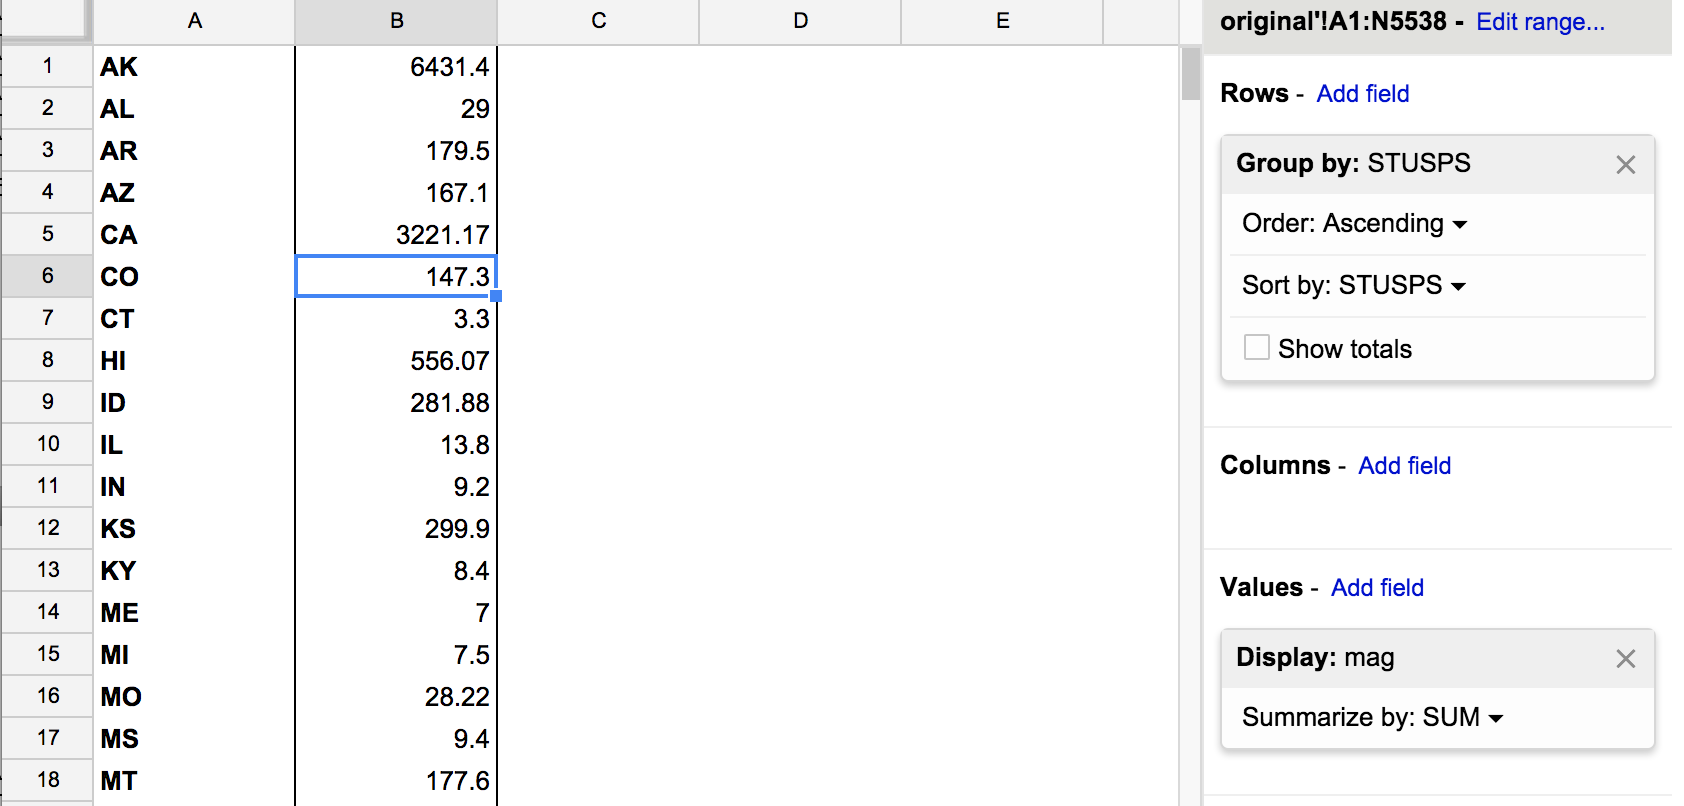 A B C D E
1 AK 6431.4
2 AL 29
3 AR 179.5
4 AZ 167.1
5 CA 3221.17
6 CO 147.3
7 CT 3.3
8 HI 556.07
9 ID 281.88
10 IL 13.8
11 IN 9.2
12 KS 299.9
13 KY 8.4
14 ME 7
15 MI 7.5
16 MO 28.22
17 MS 9.4
18 MT 177.6
original'!A1:N5538 - Edit range...
Rows - Add field
Group by: STUSPS
Order: Ascending
Sort by: STUSPS
Show totals
Columns - Add field
Values - Add field
Display: mag
Summarize by: SUM